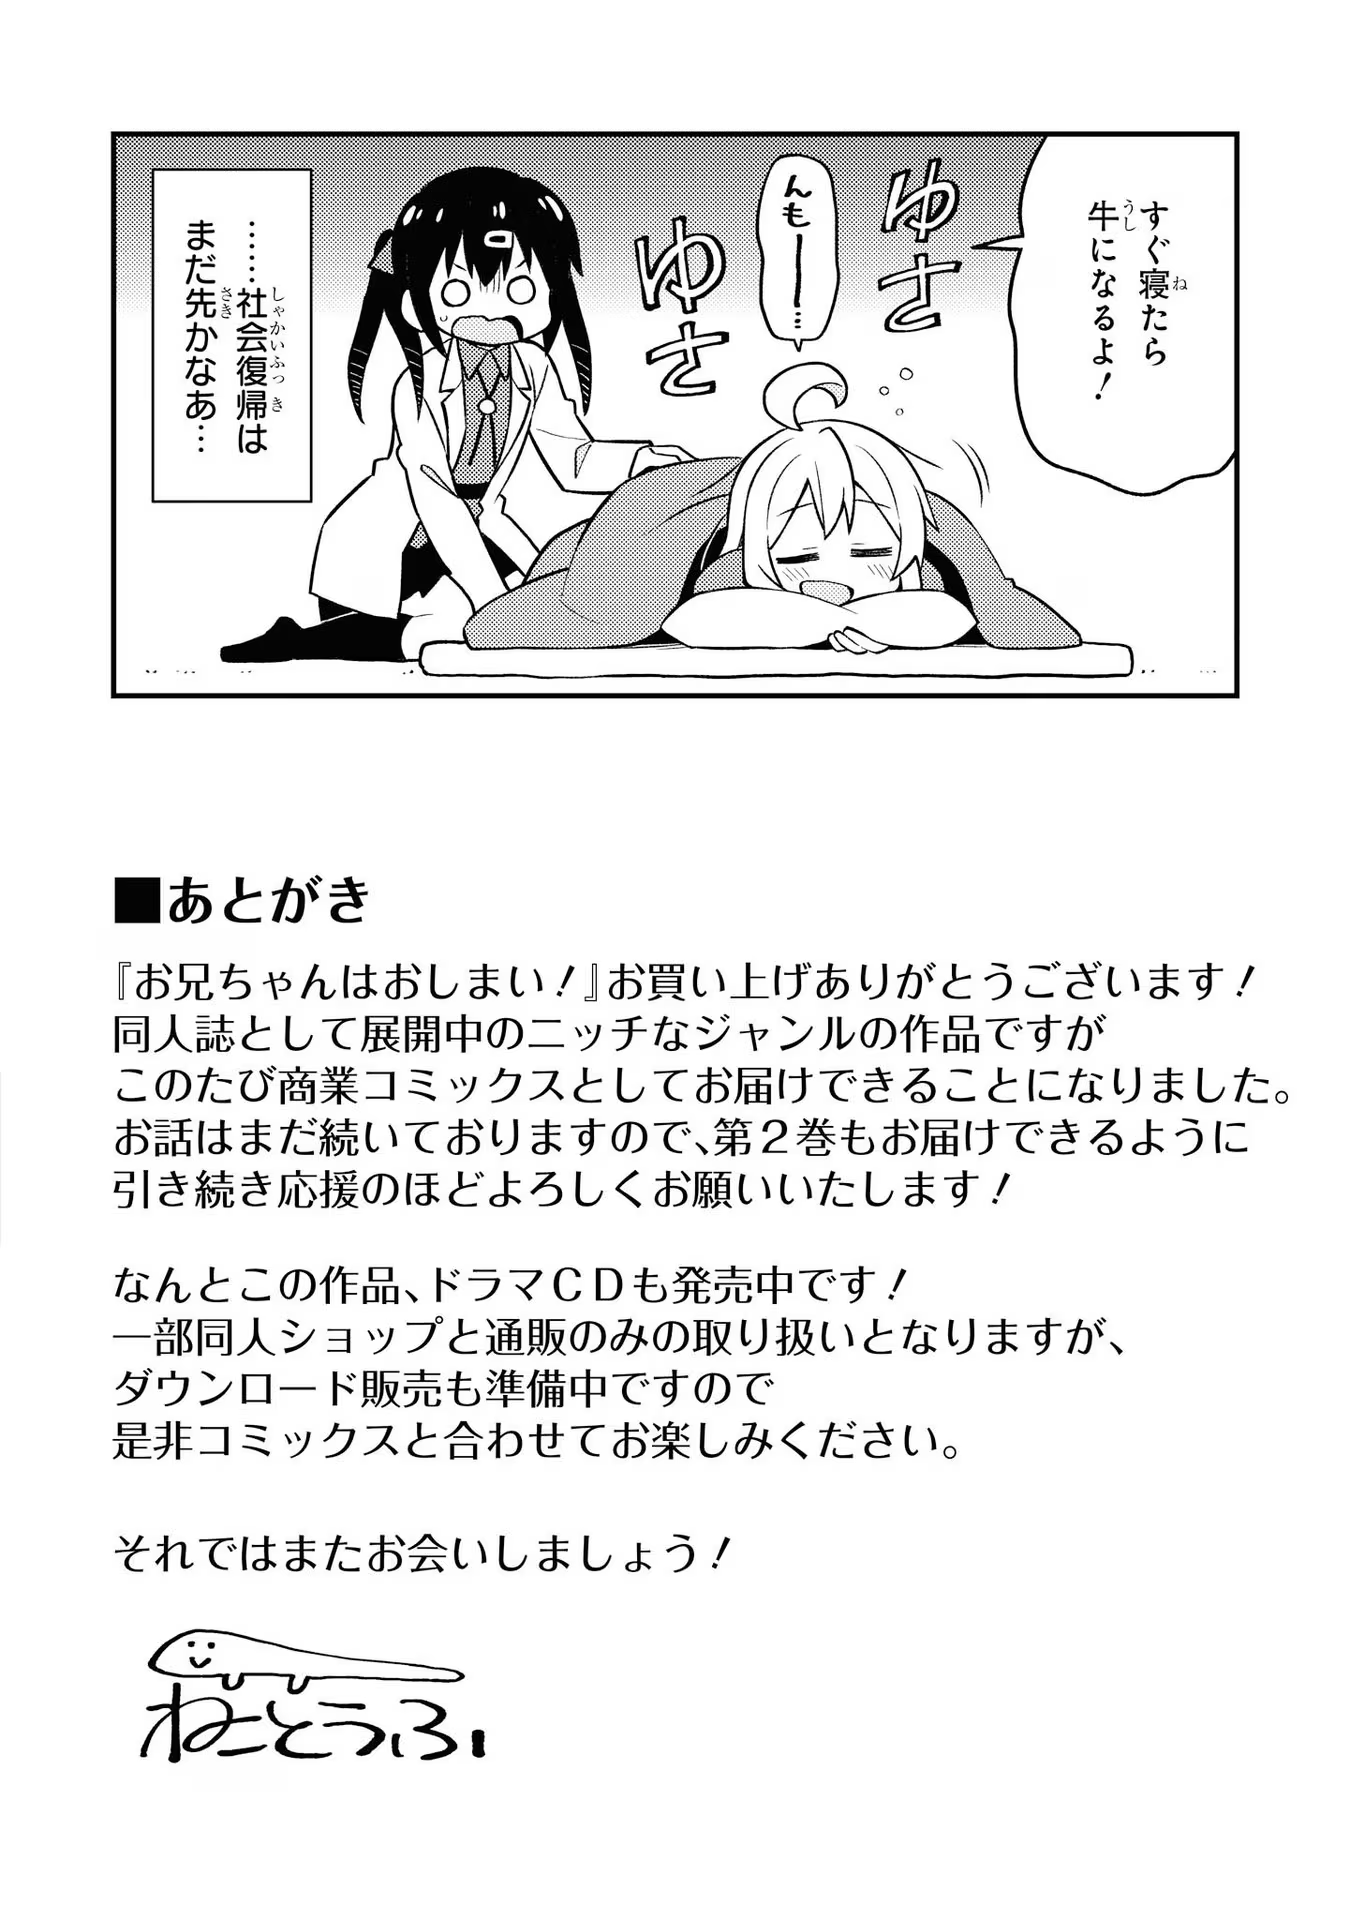 すぐ寝たら
牛になるよ！
ゆさ
んもー…
ゆさ
……社会復帰は
まだ先かなあ…
■あとがき
『お兄ちゃんはおしまい！』お買い上げありがとうございます！
同人誌として展開中のニッチなジャンルの作品ですが
このたび商業コミックスとしてお届けできることになりました。
お話はまだ続いておりますので、第２巻もお届けできるように
引き続き応援のほどよろしくお願いいたします！
なんとこの作品、ドラマＣＤも発売中です！
一部同人ショップと通販のみの取り扱いとなりますが、
ダウンロード販売も準備中ですので
是非コミックスと合わせてお楽しみください。
それではまたお会いしましょう！
ねことうふ